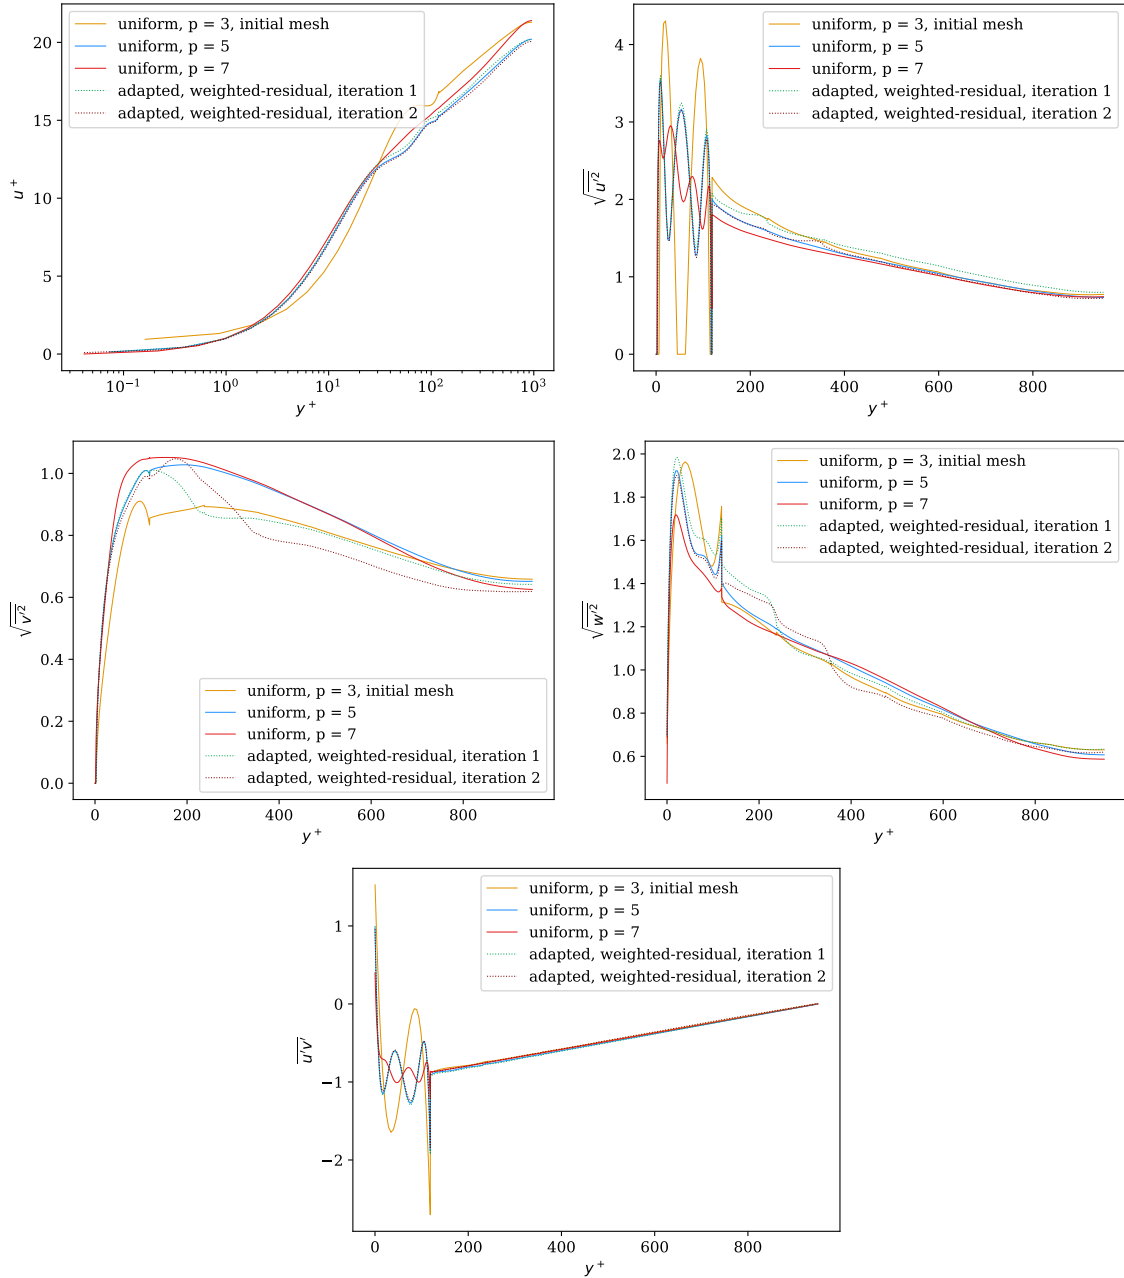 uniform, p = 3, initial mesh
uniform, p = 5
uniform, p = 7
adapted, weighted-residual, iteration 1
adapted, weighted-residual, iteration 2
20
15
10
5
0
u⁺
10⁻¹ 10⁰ 10¹ 10² 10³
y⁺
uniform, p = 3, initial mesh
uniform, p = 5
uniform, p = 7
adapted, weighted-residual, iteration 1
adapted, weighted-residual, iteration 2
4
3
2
1
0
√u′²
0 200 400 600 800
y⁺
1.0
0.8
0.6
0.4
0.2
0.0
√v′²
uniform, p = 3, initial mesh
uniform, p = 5
uniform, p = 7
adapted, weighted-residual, iteration 1
adapted, weighted-residual, iteration 2
0 200 400 600 800
y⁺
uniform, p = 3, initial mesh
uniform, p = 5
uniform, p = 7
adapted, weighted-residual, iteration 1
adapted, weighted-residual, iteration 2
2.0
1.8
1.6
1.4
1.2
1.0
0.8
0.6
√w′²
0 200 400 600 800
y⁺
uniform, p = 3, initial mesh
uniform, p = 5
uniform, p = 7
adapted, weighted-residual, iteration 1
adapted, weighted-residual, iteration 2
1
0
−1
−2
u′v′
0 200 400 600 800
y⁺